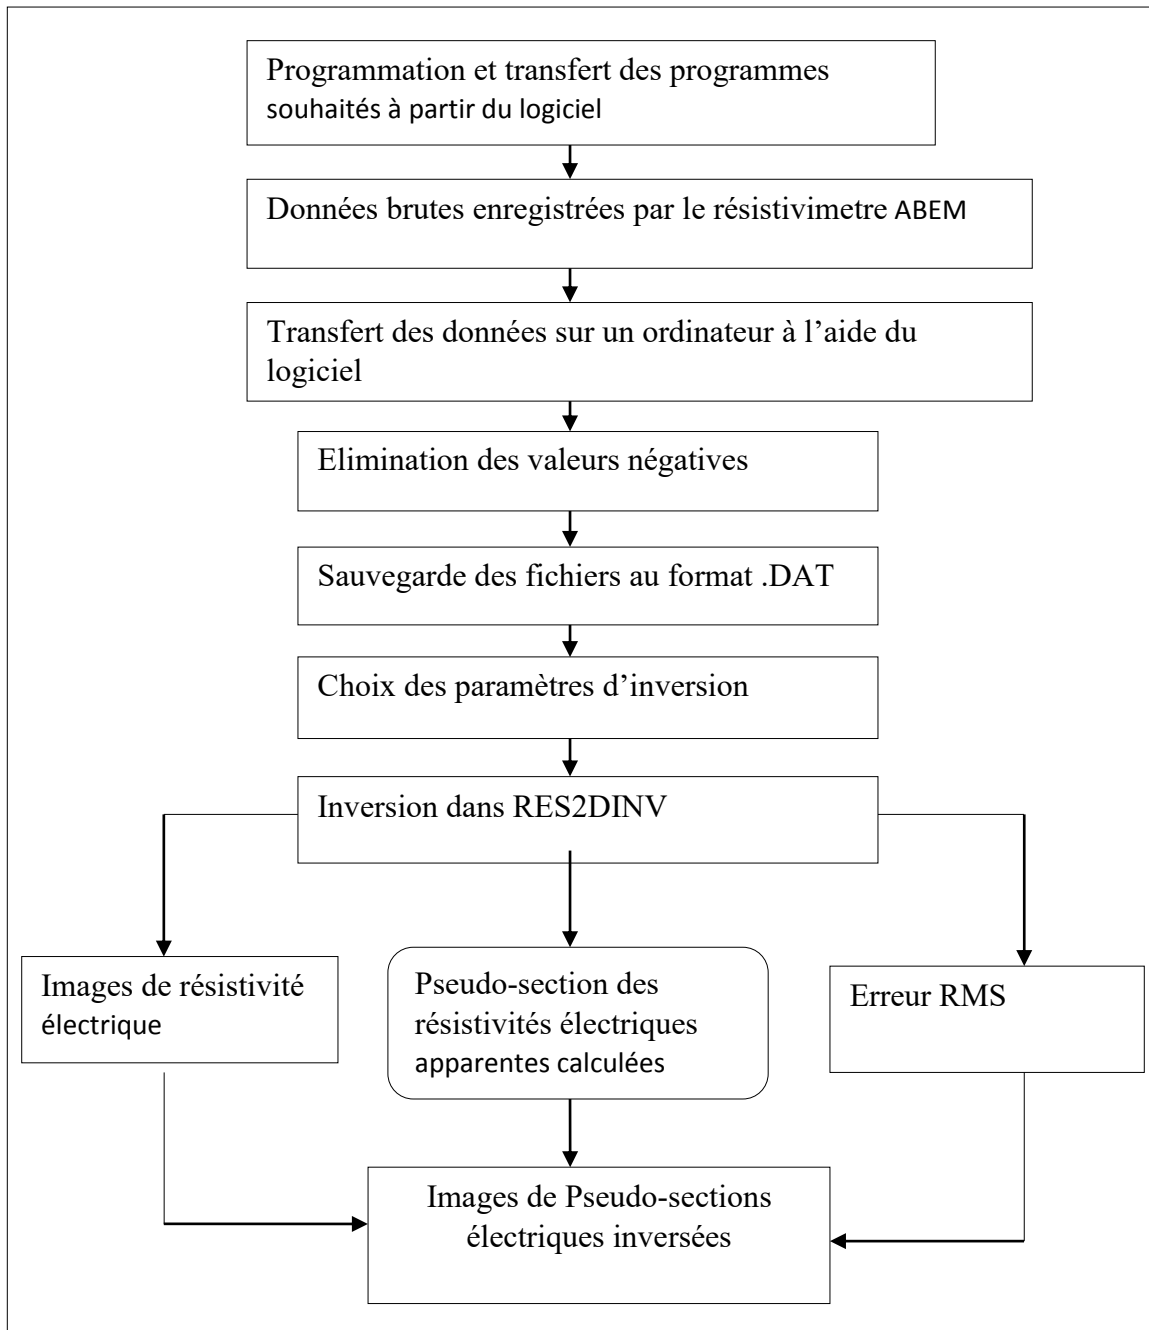 Programmation et transfert des programmes
souhaités à partir du logiciel
Données brutes enregistrées par le résistivimetre ABEM
Transfert des données sur un ordinateur à l’aide du
logiciel
Elimination des valeurs négatives
Sauvegarde des fichiers au format .DAT
Choix des paramètres d’inversion
Inversion dans RES2DINV
Images de résistivité
électrique
Pseudo-section des
résistivités électriques
apparentes calculées
Erreur RMS
Images de Pseudo-sections
électriques inversées